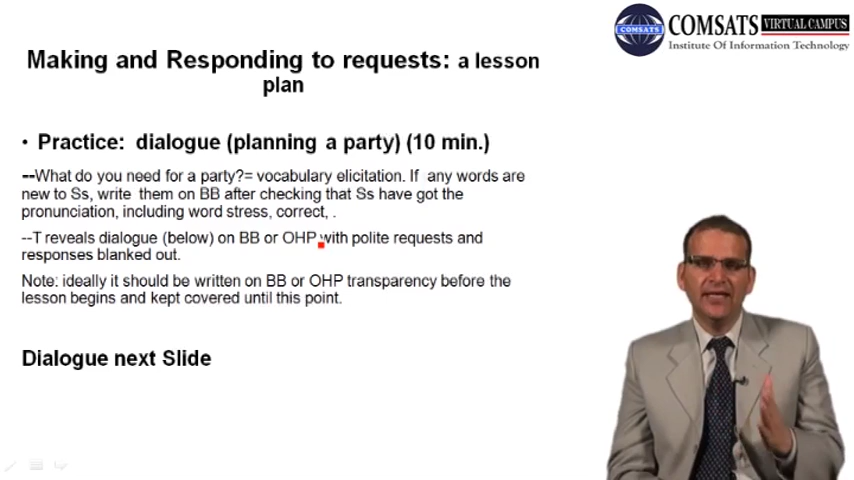 COMSATS VIRTUAL CAMPUS
Institute Of Information Technology
COMSATS
Making and Responding to requests: a lesson
plan
• Practice: dialogue (planning a party) (10 min.)
--What do you need for a party?= vocabulary elicitation. If any words are
new to Ss, write them on BB after checking that Ss have got the
pronunciation, including word stress, correct, .
--T reveals dialogue (below) on BB or OHP with polite requests and
responses blanked out.
Note: ideally it should be written on BB or OHP transparency before the
lesson begins and kept covered until this point.
Dialogue next Slide